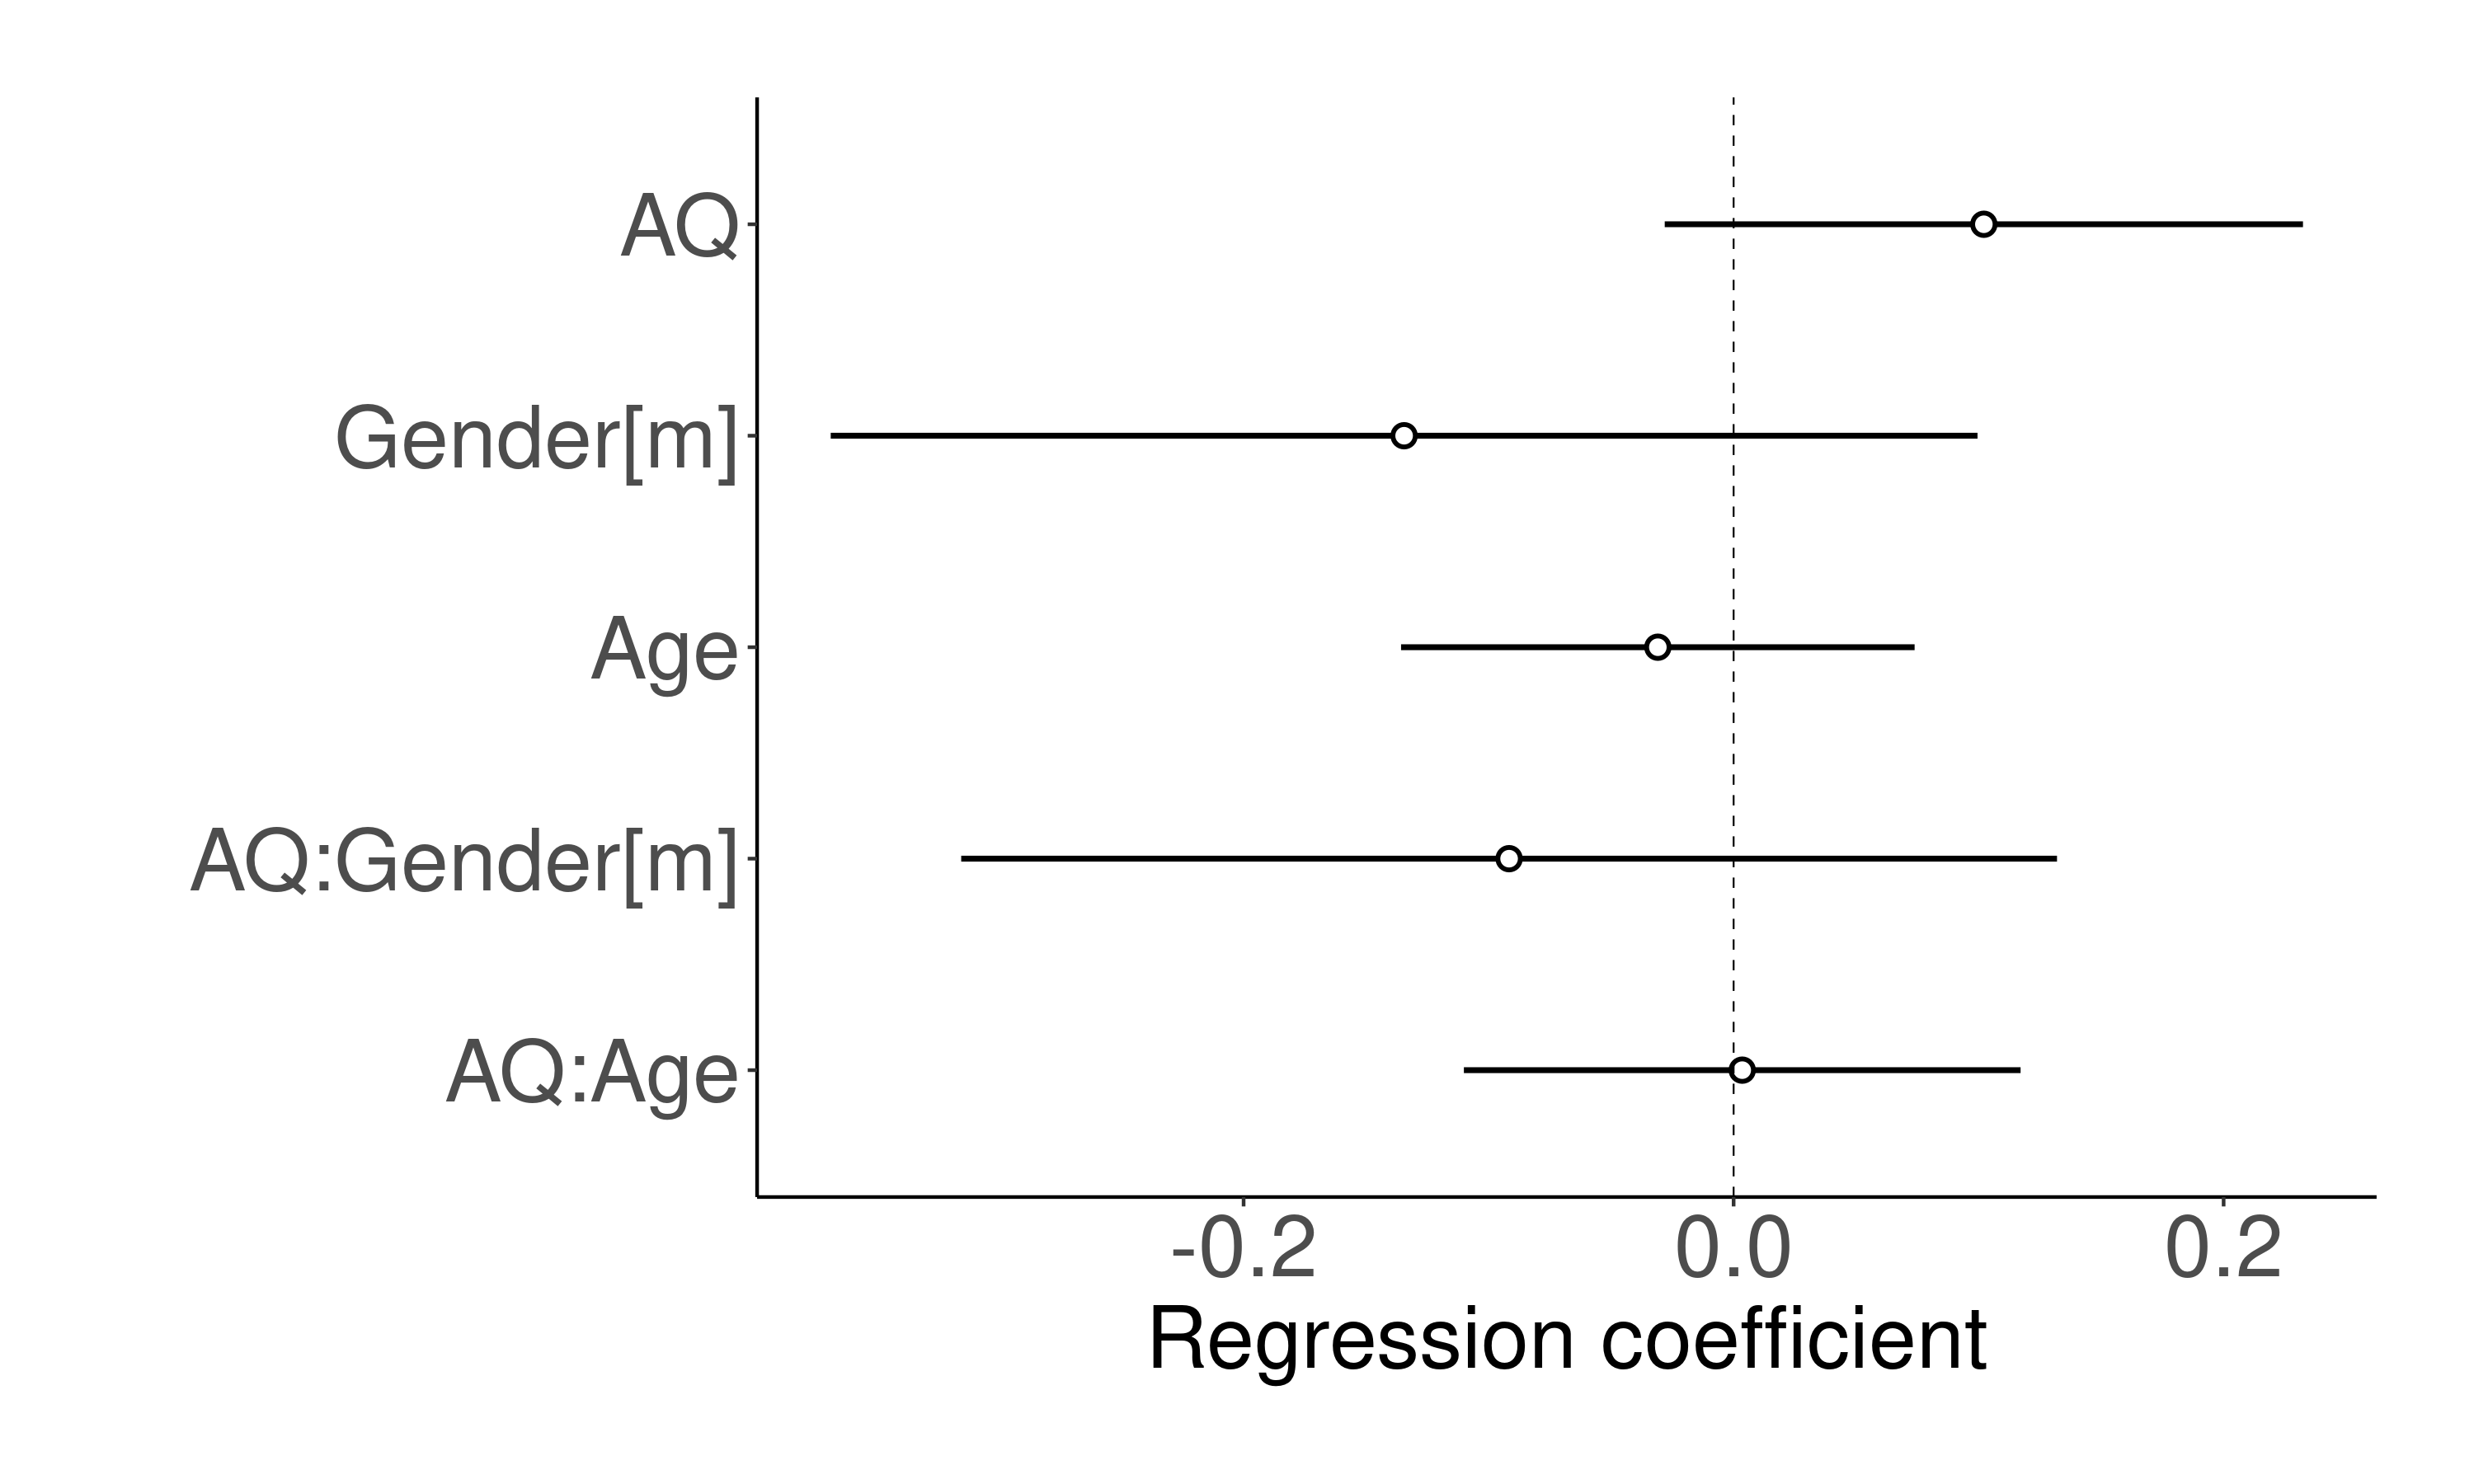 AQ
Gender[m]
Age
AQ:Gender[m]
AQ:Age
-0.2 0.0 0.2
Regression coefficient